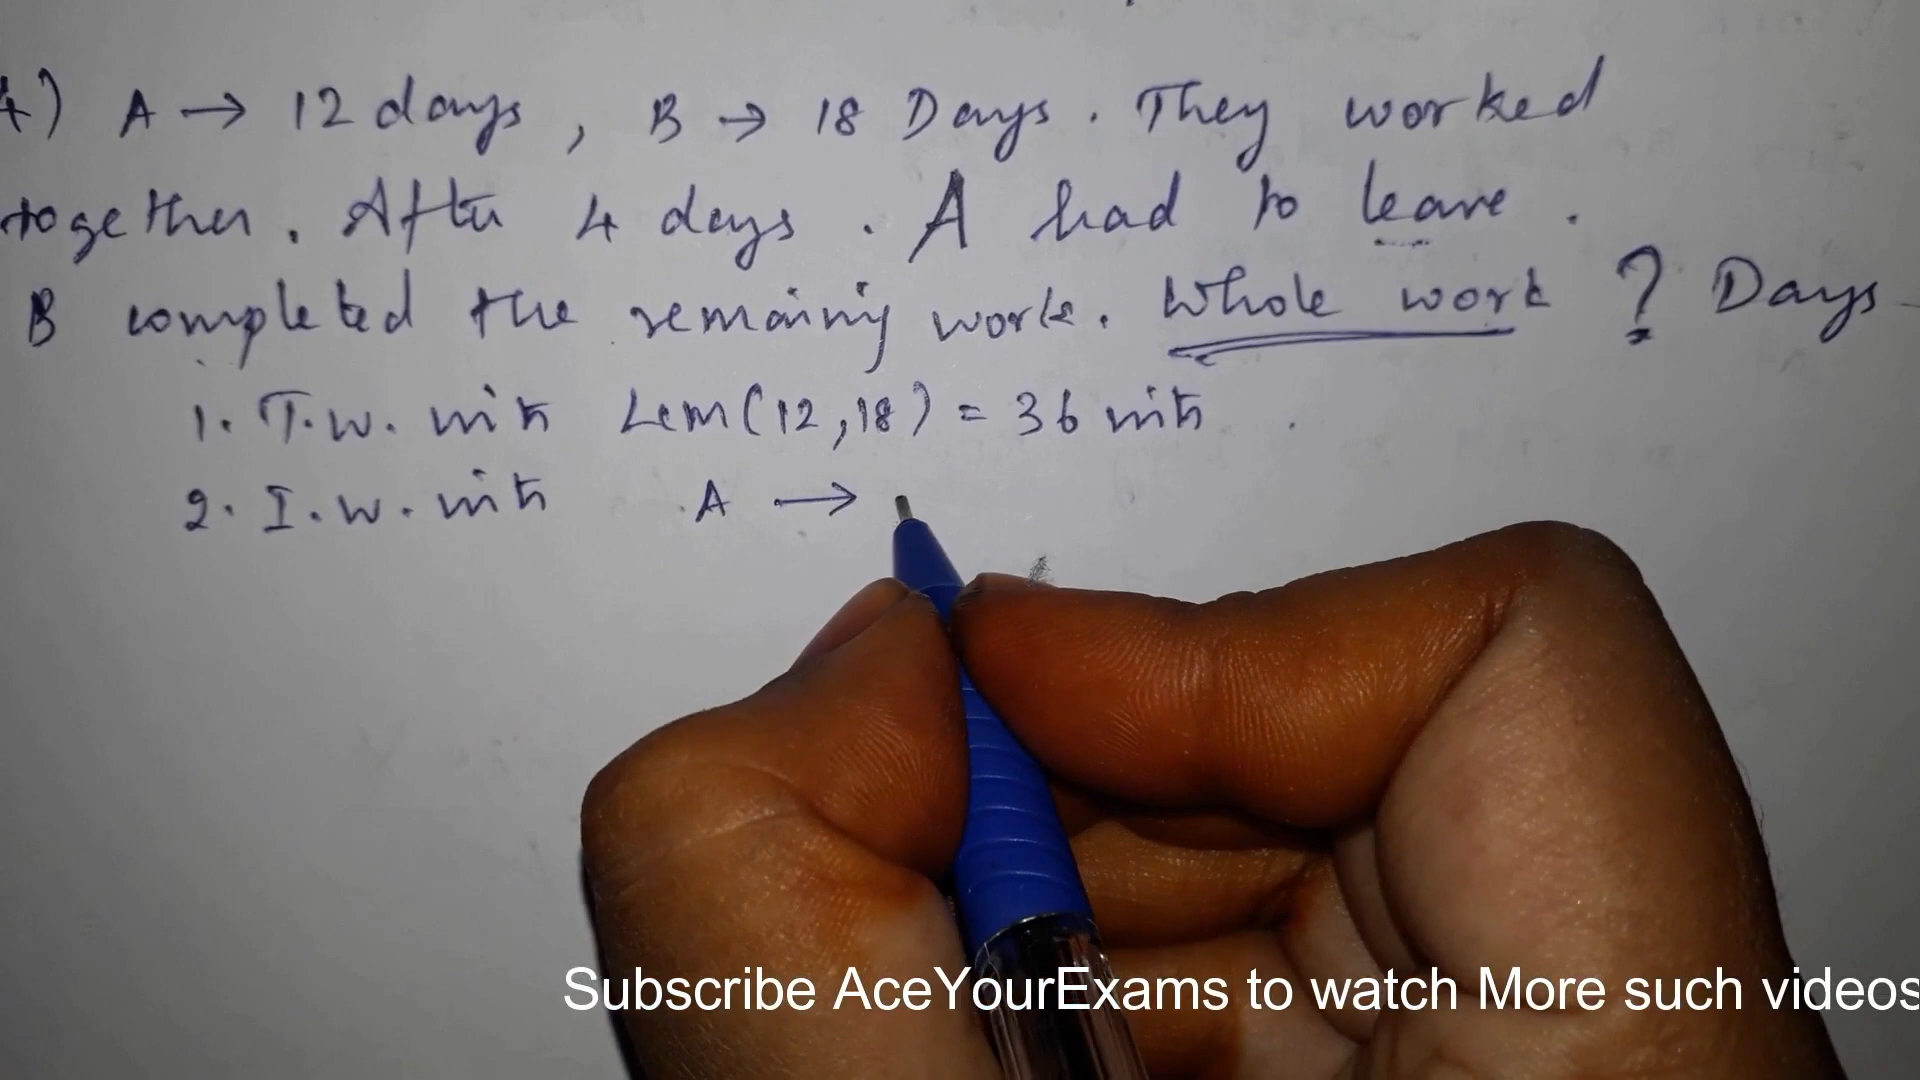 4) A → 12 days, B → 18 Days. They worked
together. After 4 days. A had to leave.
B completed the remaining work. Whole work ? Days
1. T.W. units Lcm(12,18) = 36 units.
2. I.W. units A →
Subscribe AceYourExams to watch More such videos